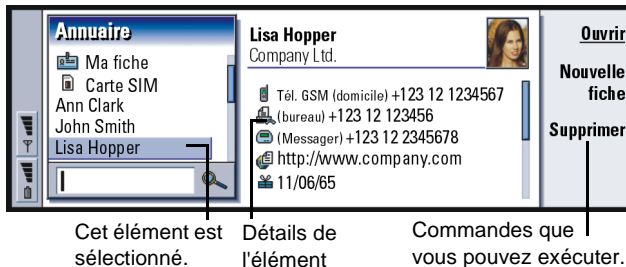 Annuaire
Ma fiche
Carte SIM
Ann Clark
John Smith
Lisa Hopper
Lisa Hopper
Company Ltd.
Tél. GSM (domicile) +123 12 1234567
(bureau) +123 12 123456
(Messager) +123 12 2345678
http://www.company.com
11/06/65
Ouvrir
Nouvelle
fiche
Supprimer
Cet élément est
sélectionné.
Détails de
l'élément
Commandes que
vous pouvez exécuter.